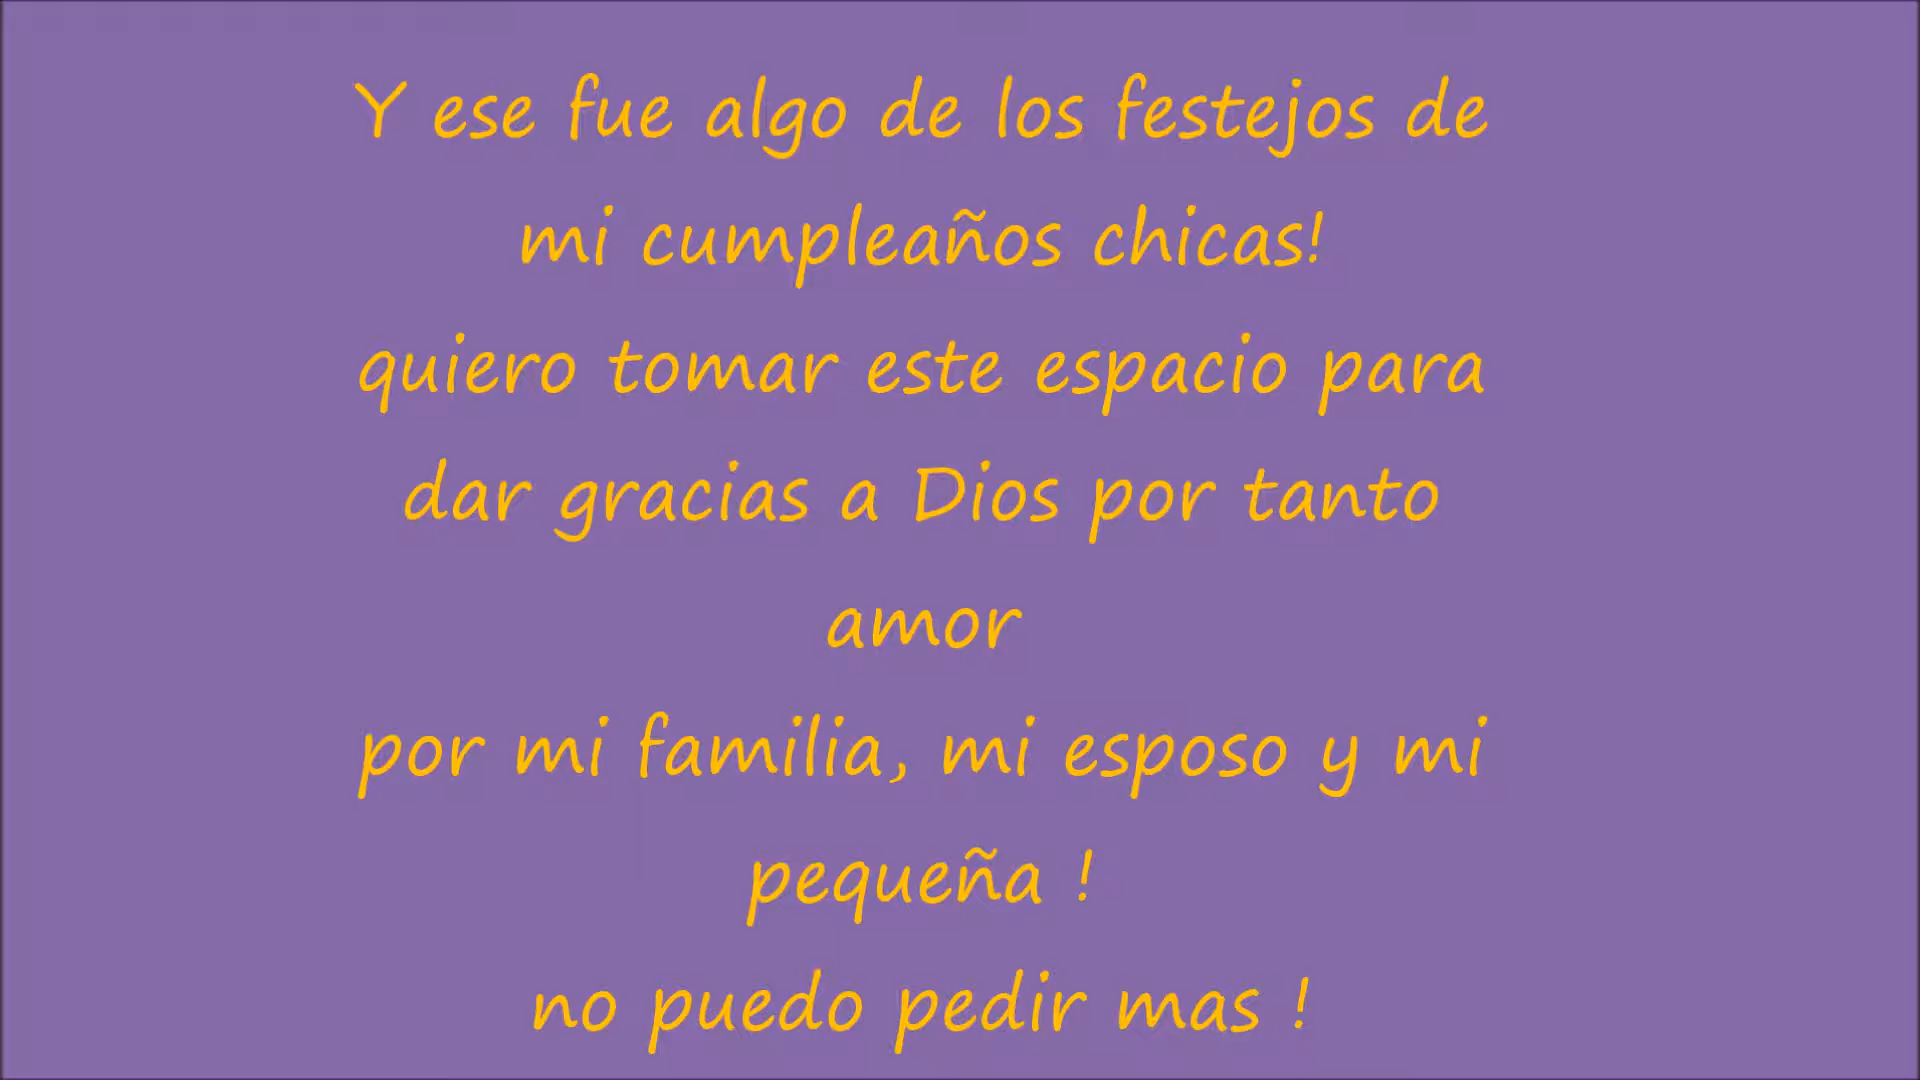 Y ese fue algo de los festejos de
mi cumpleaños chicas!
quiero tomar este espacio para
dar gracias a Dios por tanto
amor
por mi familia, mi esposo y mi
pequeña !
no puedo pedir mas !